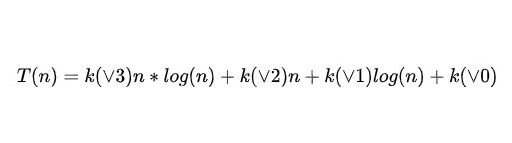 T(n) = k(∨3)n ∗ log(n) + k(∨2)n + k(∨1)log(n) + k(∨0)